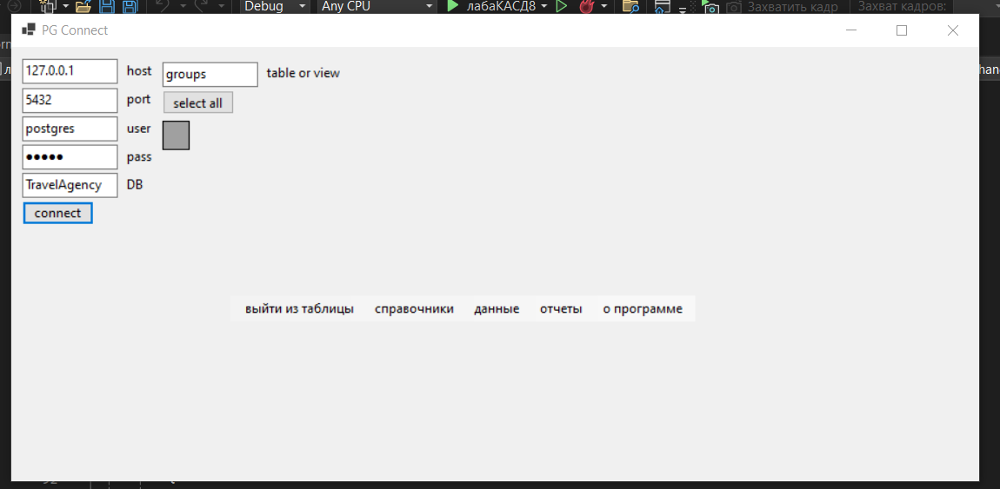 Debug Any CPU лабаКАСД8 Захватить кадр Захват кадров:
PG Connect
127.0.0.1 host groups table or view
5432 port select all
postgres user
●●●●● pass
TravelAgency DB
connect
выйти из таблицы справочники данные отчеты о программе